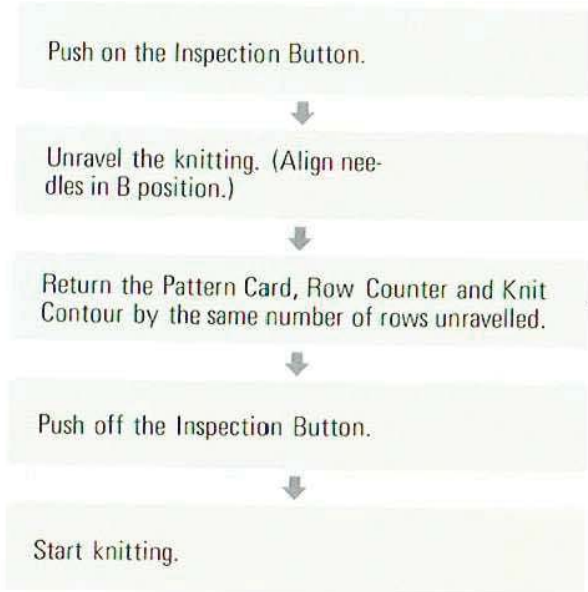 Push on the Inspection Button.
Unravel the knitting. (Align nee-
dles in B position.)
Return the Pattern Card, Row Counter and Knit
Contour by the same number of rows unravelled.
Push off the Inspection Button.
Start knitting.